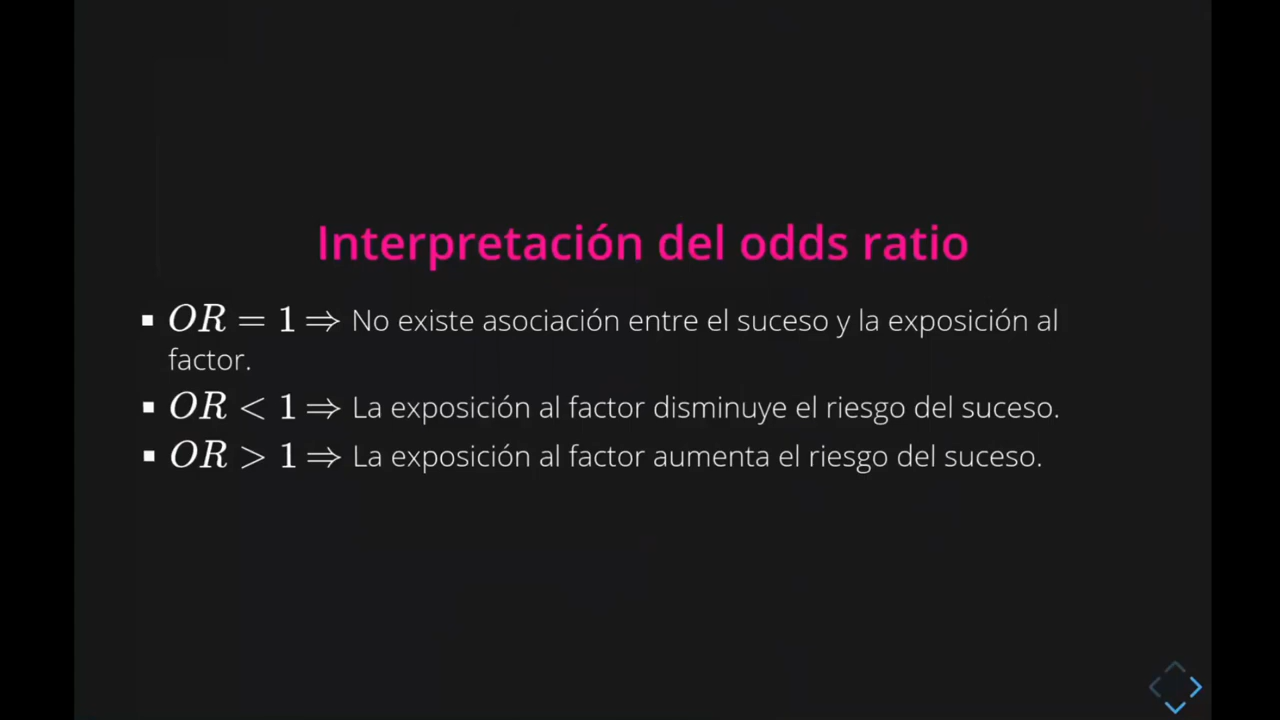 Interpretación del odds ratio
▪ OR = 1 ⇒ No existe asociación entre el suceso y la exposición al
factor.
▪ OR < 1 ⇒ La exposición al factor disminuye el riesgo del suceso.
▪ OR > 1 ⇒ La exposición al factor aumenta el riesgo del suceso.